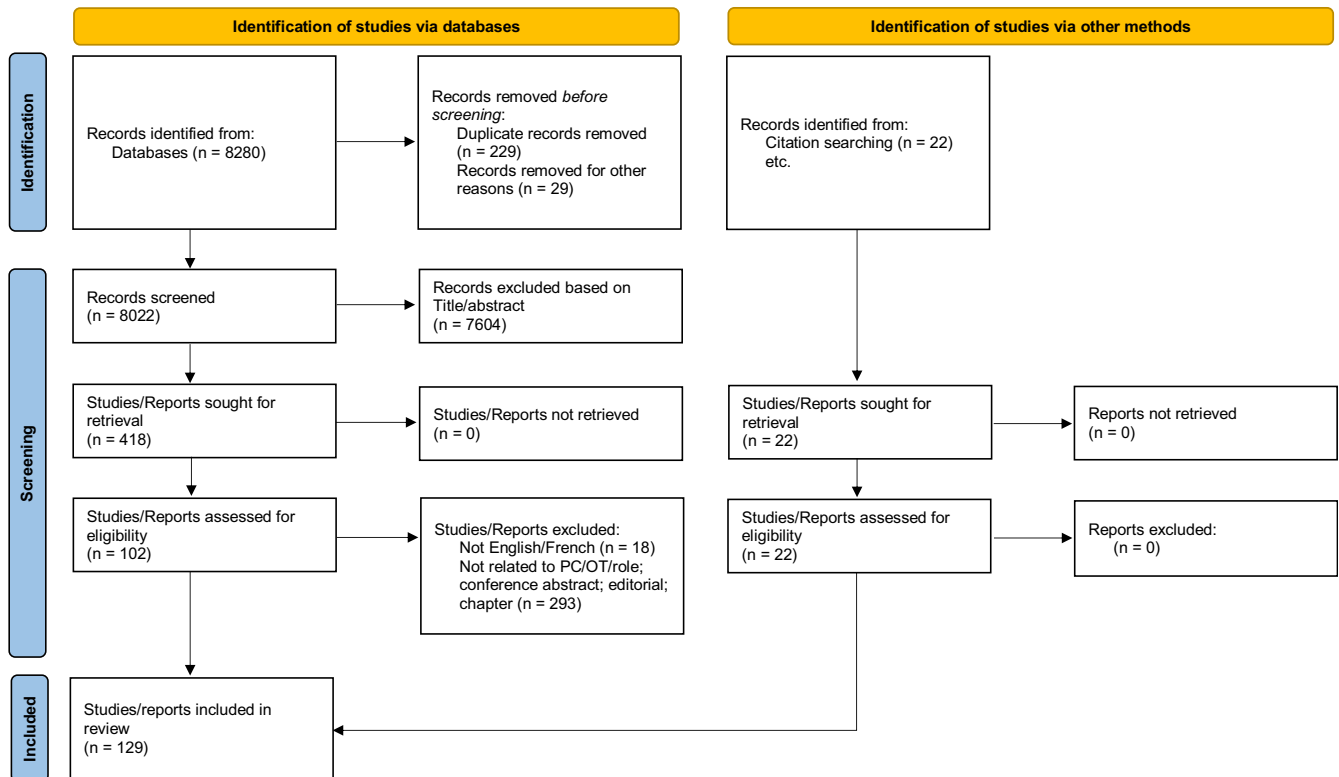 Identification of studies via databases
Identification of studies via other methods
Identification
Records identified from:
Databases (n = 8280)
Records removed before
screening:
Duplicate records removed
(n = 229)
Records removed for other
reasons (n = 29)
Records identified from:
Citation searching (n = 22)
etc.
Screening
Records screened
(n = 8022)
Records excluded based on
Title/abstract
(n = 7604)
Studies/Reports sought for
retrieval
(n = 418)
Studies/Reports not retrieved
(n = 0)
Studies/Reports sought for
retrieval
(n = 22)
Reports not retrieved
(n = 0)
Studies/Reports assessed for
eligibility
(n = 102)
Studies/Reports excluded:
Not English/French (n = 18)
Not related to PC/OT/role;
conference abstract; editorial;
chapter (n = 293)
Studies/Reports assessed for
eligibility
(n = 22)
Reports excluded:
(n = 0)
Included
Studies/reports included in
review
(n = 129)